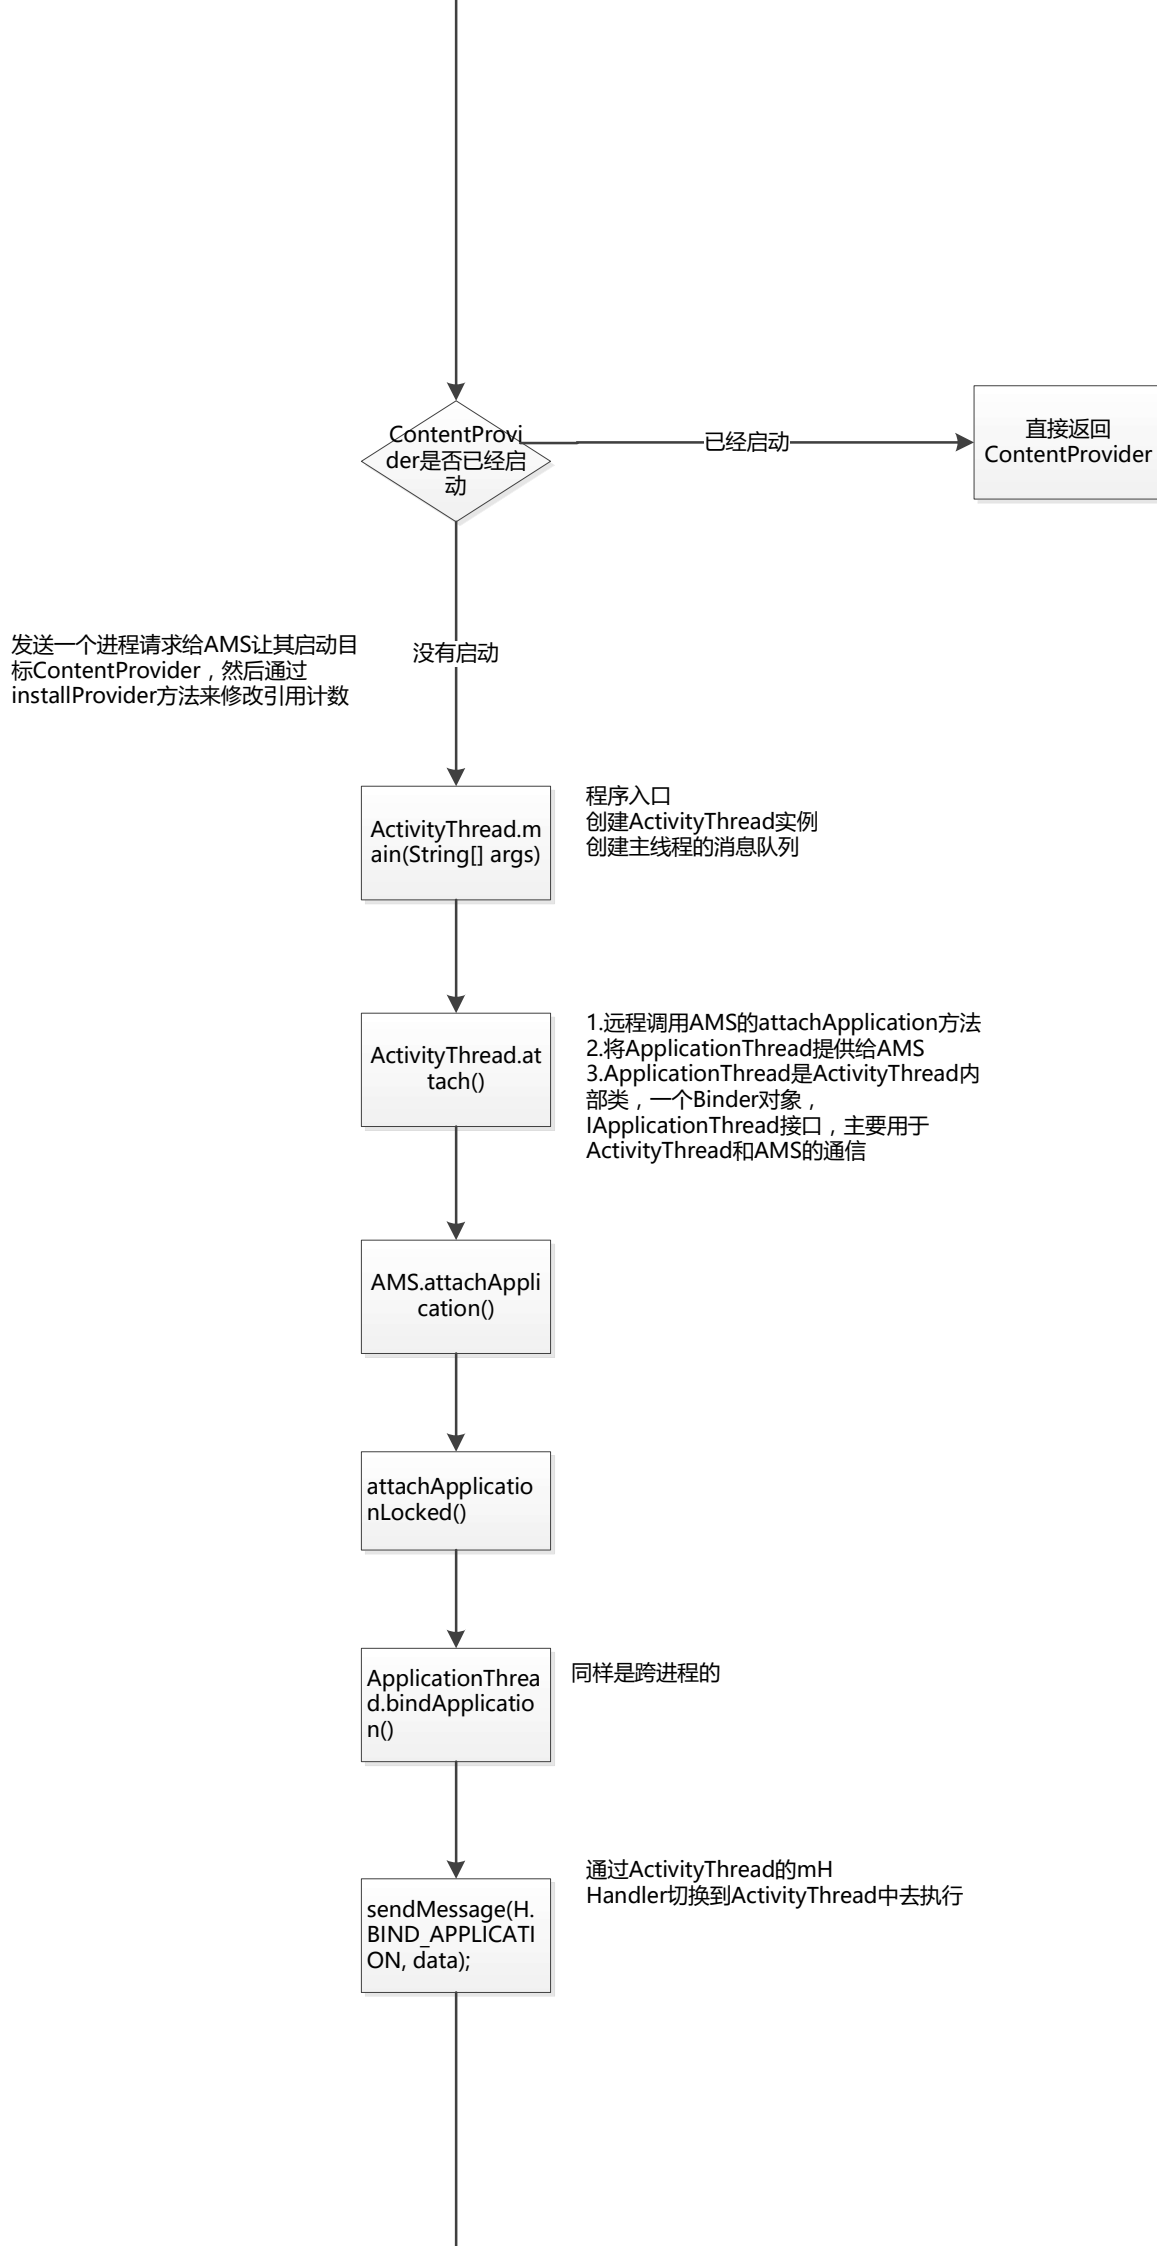 ContentProvi
der是否已经启
动
已经启动
直接返回
ContentProvider
发送一个进程请求给AMS让其启动目
标ContentProvider，然后通过
installProvider方法来修改引用计数
没有启动
ActivityThread.m
ain(String[] args)
程序入口
创建ActivityThread实例
创建主线程的消息队列
ActivityThread.at
tach()
1.远程调用AMS的attachApplication方法
2.将ApplicationThread提供给AMS
3.ApplicationThread是ActivityThread内
部类，一个Binder对象，
IApplicationThread接口，主要用于
ActivityThread和AMS的通信
AMS.attachAppli
cation()
attachApplicatio
nLocked()
ApplicationThrea
d.bindApplicatio
n()
同样是跨进程的
sendMessage(H.
BIND_APPLICATI
ON, data);
通过ActivityThread的mH
Handler切换到ActivityThread中去执行